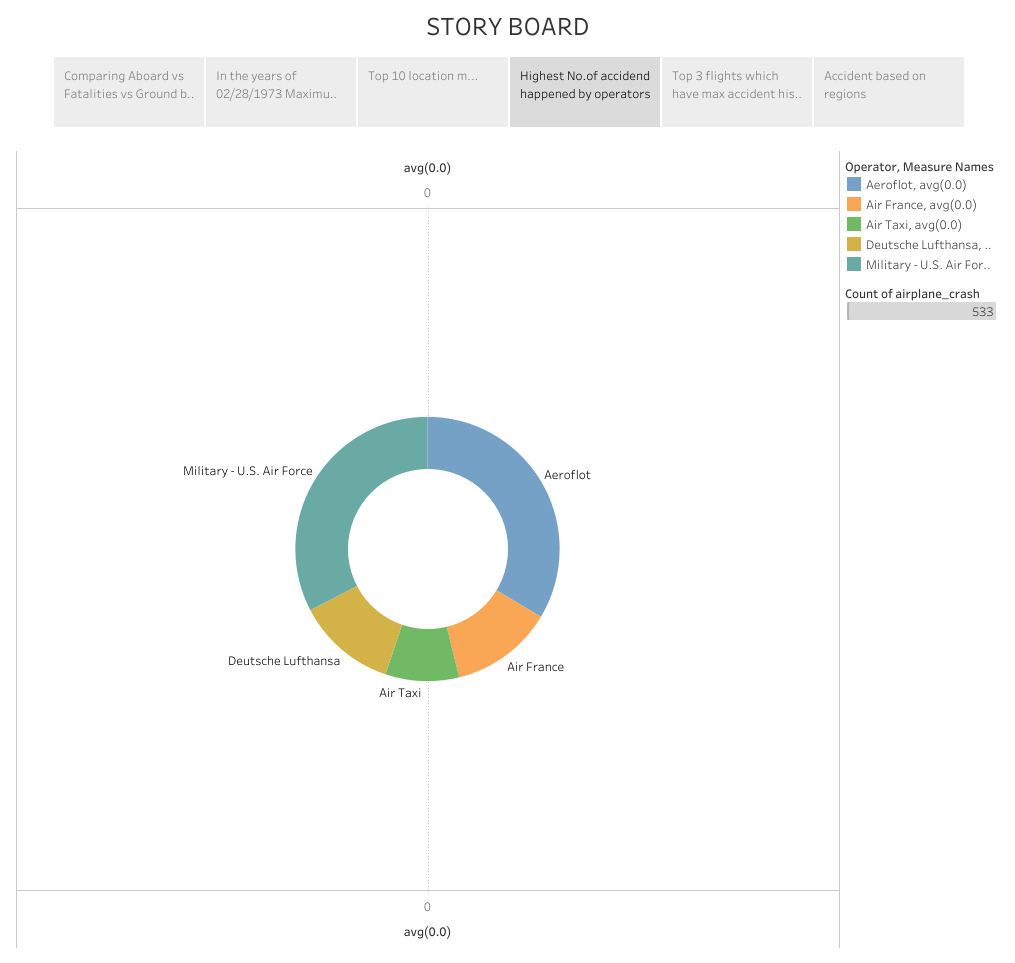 STORY BOARD
Comparing Aboard vs
Fatalities vs Ground b..
In the years of
02/28/1973 Maximu..
Top 10 location m...
Highest No.of accidend
happened by operators
Top 3 flights which
have max accident his..
Accident based on
regions
avg(0.0)
0
Military - U.S. Air Force
Aeroflot
Deutsche Lufthansa
Air France
Air Taxi
0
avg(0.0)
Operator, Measure Names
Aeroflot, avg(0.0)
Air France, avg(0.0)
Air Taxi, avg(0.0)
Deutsche Lufthansa, ..
Military - U.S. Air For..
Count of airplane_crash
533